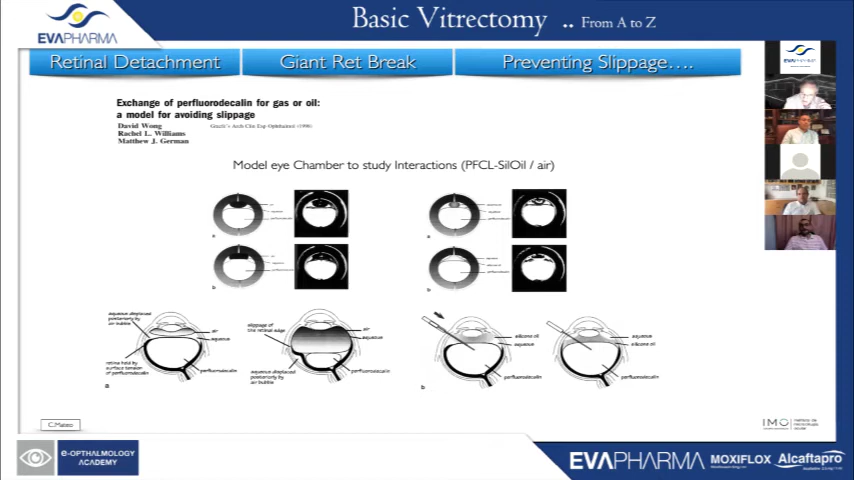 Basic Vitrectomy .. From A to Z
EVAPHARMA
Retinal Detachment
Giant Ret Break
Preventing Slippage....
EVAPHARMA
Exchange of perfluorodecalin for gas or oil:
a model for avoiding slippage
David Wong
Rachel L. Williams
Matthew J. German
Graefe's Arch Clin Exp Ophthalmol (1998)
Model eye Chamber to study Interactions (PFCL-SilOil / air)
a
a
b
b
aqueous displaced
posteriorly by
air bubble
air
aqueous
retina held by
surface tension
of perfluorodecalin
perfluorodecalin
a
slippage of
the retinal edge
air
aqueous
aqueous displaced
posteriorly by
air bubble
perfluorodecalin
silicone oil
aqueous
perfluorodecalin
b
aqueous
silicone oil
perfluorodecalin
C.Mateo
IMO
e-OPTHALMOLOGY
ACADEMY
EVAPHARMA
MOXIFLOX
Alcaftapro